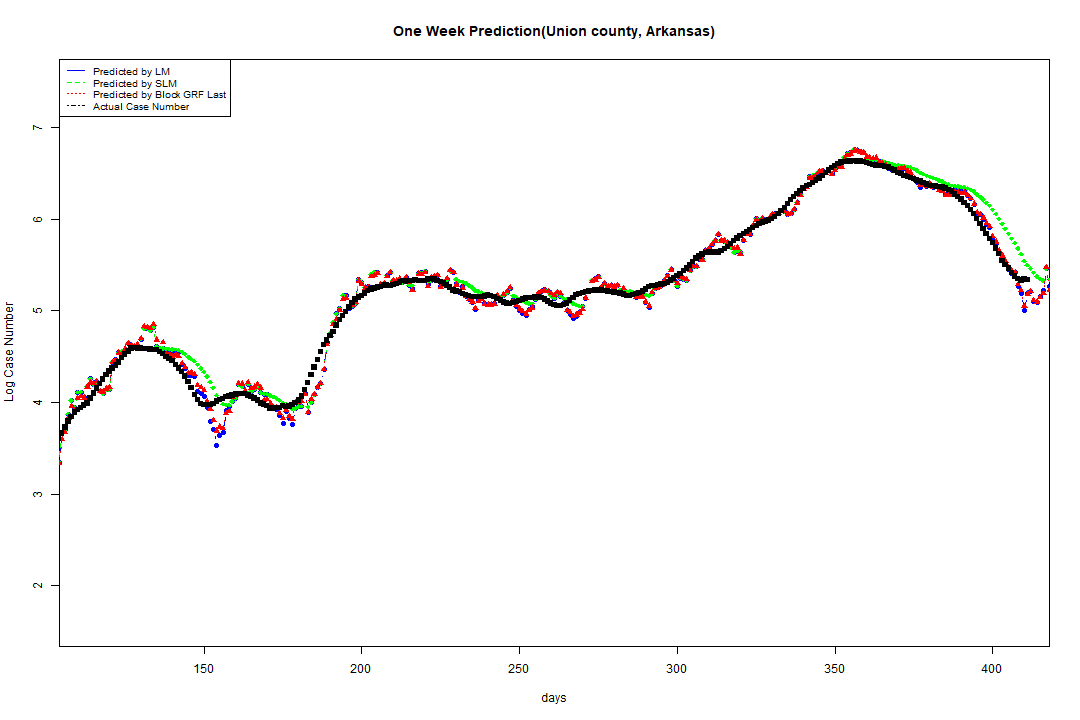 One Week Prediction(Union county, Arkansas)
Predicted by LM
Predicted by SLM
Predicted by Block GRF Last
Actual Case Number
7
6
5
4
3
2
Log Case Number
150 200 250 300 350 400
days